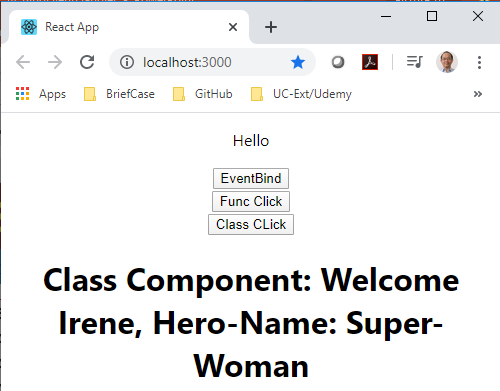 React App
localhost:3000
Apps BriefCase GitHub UC-Ext/Udemy »
Hello
EventBind
Func Click
Class CLick
Class Component: Welcome
Irene, Hero-Name: Super-
Woman